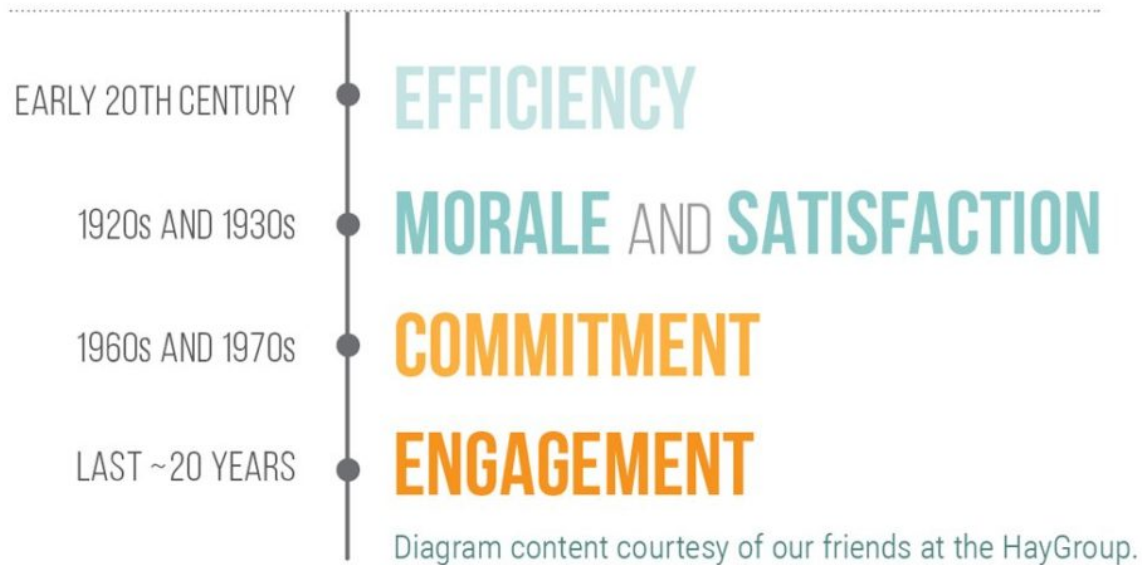 EARLY 20TH CENTURY EFFICIENCY
1920s AND 1930s MORALE AND SATISFACTION
1960s AND 1970s COMMITMENT
LAST ~20 YEARS ENGAGEMENT
Diagram content courtesy of our friends at the HayGroup.